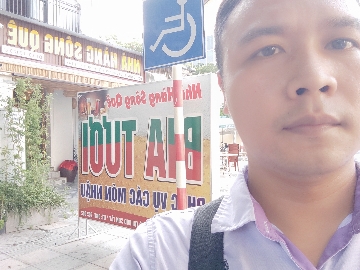 NHÀ HÀNG SÔNG QUÊ
Nhà Hàng Sông Quê
BIA TƯƠI
PHỤC VỤ CÁC MÓN NHẬU